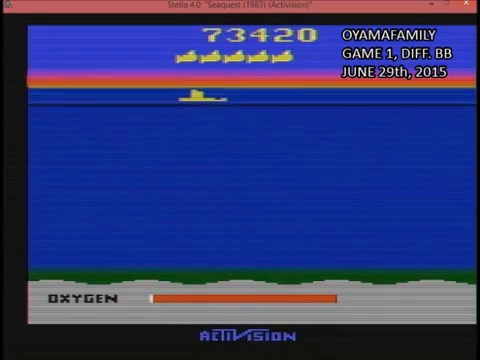 Stella 4.0: "Seaquest (1983) (Activision)"
73420
OYAMAFAMILY
GAME 1, DIFF. BB
JUNE 29th, 2015
OXYGEN
ACTIVISION